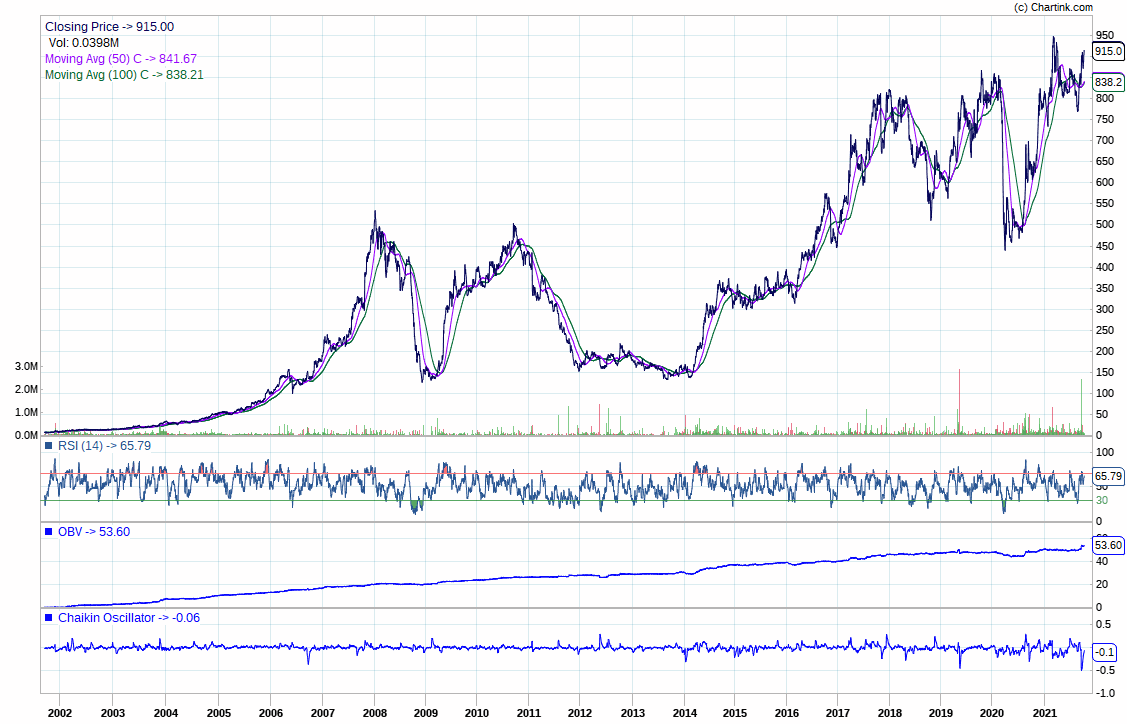 (c) Chartink.com
Closing Price -> 915.00
Vol: 0.0398M
Moving Avg (50) C -> 841.67
Moving Avg (100) C -> 838.21
950
915.0
838.2
800
750
700
650
600
550
500
450
400
350
300
250
200
150
100
50
0
3.0M
2.0M
1.0M
0.0M
RSI (14) -> 65.79
100
65.79
50
30
0
OBV -> 53.60
60
53.60
40
20
0
Chaikin Oscillator -> -0.06
0.5
-0.1
-0.5
-1.0
2002 2003 2004 2005 2006 2007 2008 2009 2010 2011 2012 2013 2014 2015 2016 2017 2018 2019 2020 2021